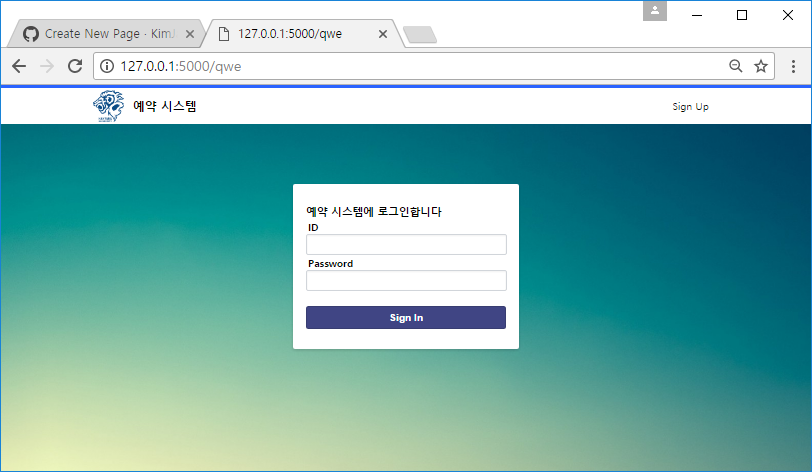 Create New Page · KimJ
127.0.0.1:5000/qwe
127.0.0.1:5000/qwe
예약 시스템
Sign Up
예약 시스템에 로그인합니다
ID
Password
Sign In